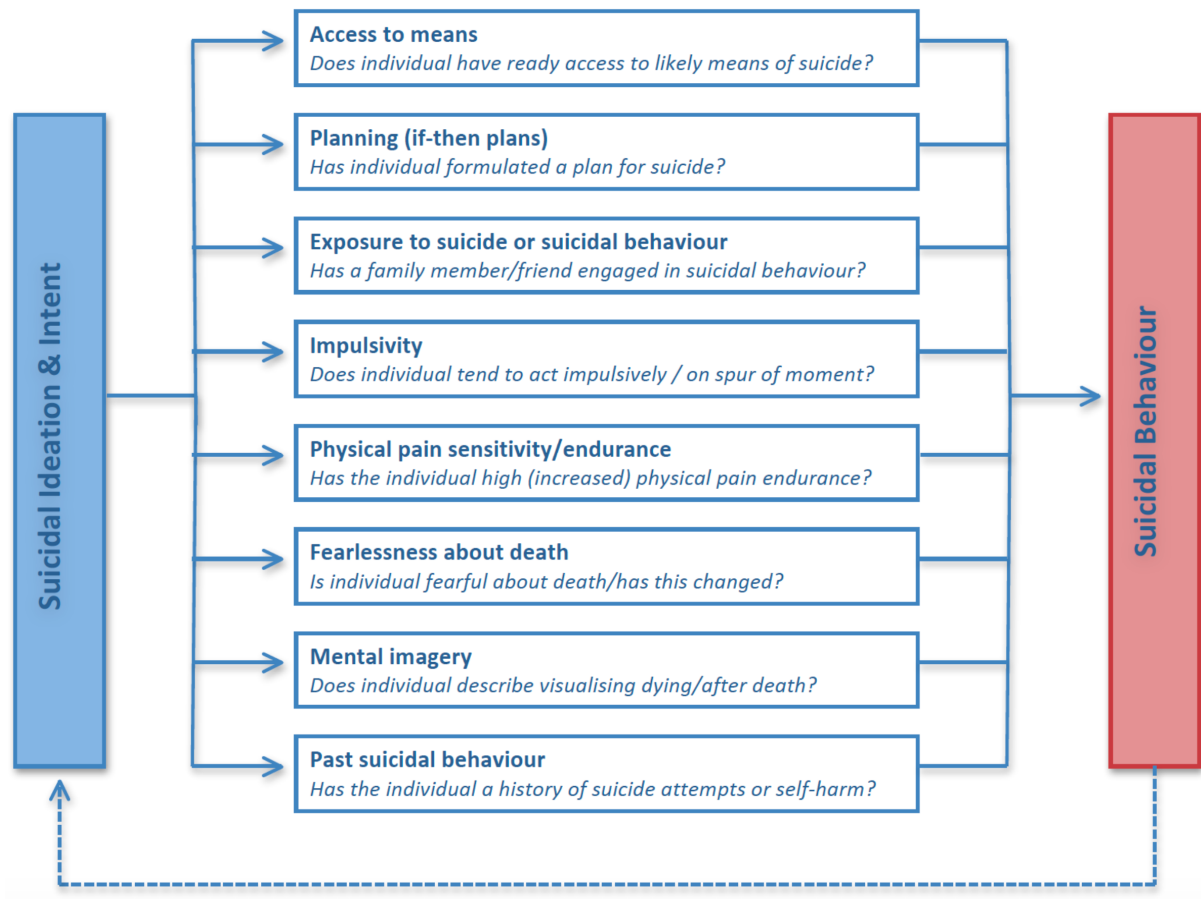 Suicidal Ideation & Intent
Access to means
Does individual have ready access to likely means of suicide?
Planning (if-then plans)
Has individual formulated a plan for suicide?
Exposure to suicide or suicidal behaviour
Has a family member/friend engaged in suicidal behaviour?
Impulsivity
Does individual tend to act impulsively / on spur of moment?
Physical pain sensitivity/endurance
Has the individual high (increased) physical pain endurance?
Fearlessness about death
Is individual fearful about death/has this changed?
Mental imagery
Does individual describe visualising dying/after death?
Past suicidal behaviour
Has the individual a history of suicide attempts or self-harm?
Suicidal Behaviour